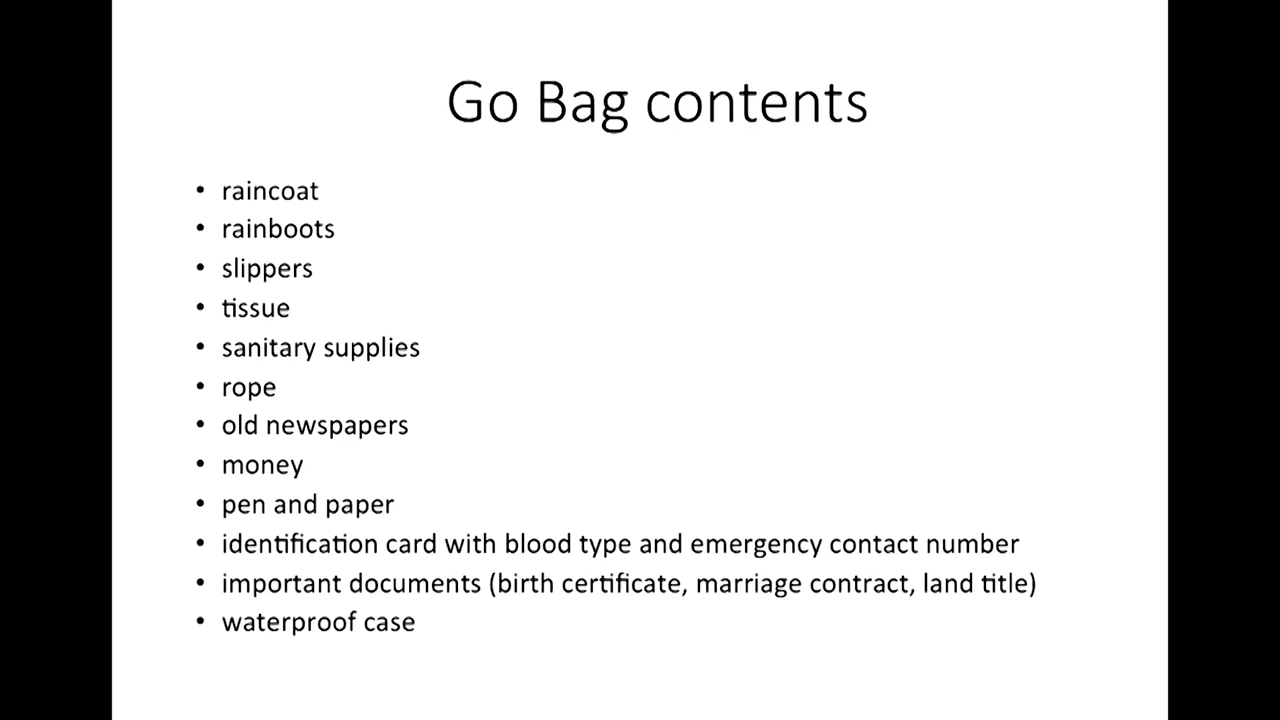 Go Bag contents
• raincoat
• rainboots
• slippers
• tissue
• sanitary supplies
• rope
• old newspapers
• money
• pen and paper
• identification card with blood type and emergency contact number
• important documents (birth certificate, marriage contract, land title)
• waterproof case